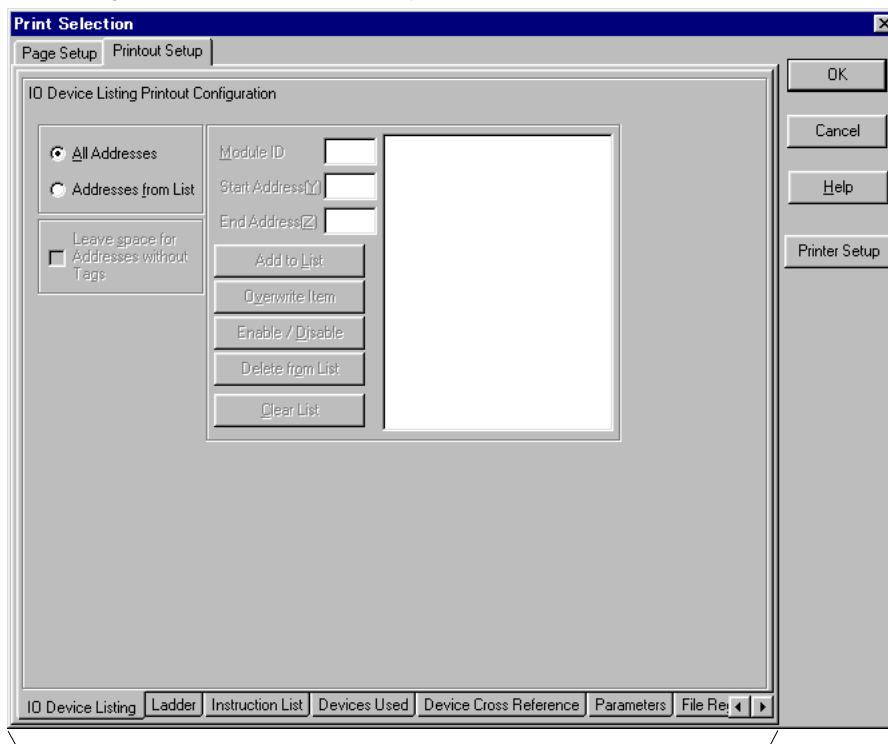 Print Selection
Page Setup
Printout Setup
IO Device Listing Printout Configuration
All Addresses
Addresses from List
Leave space for
Addresses without
Tags
Module ID
Start Address(Y)
End Address(Z)
Add to List
Overwrite Item
Enable / Disable
Delete from List
Clear List
OK
Cancel
Help
Printer Setup
IO Device Listing
Ladder
Instruction List
Devices Used
Device Cross Reference
Parameters
File Re